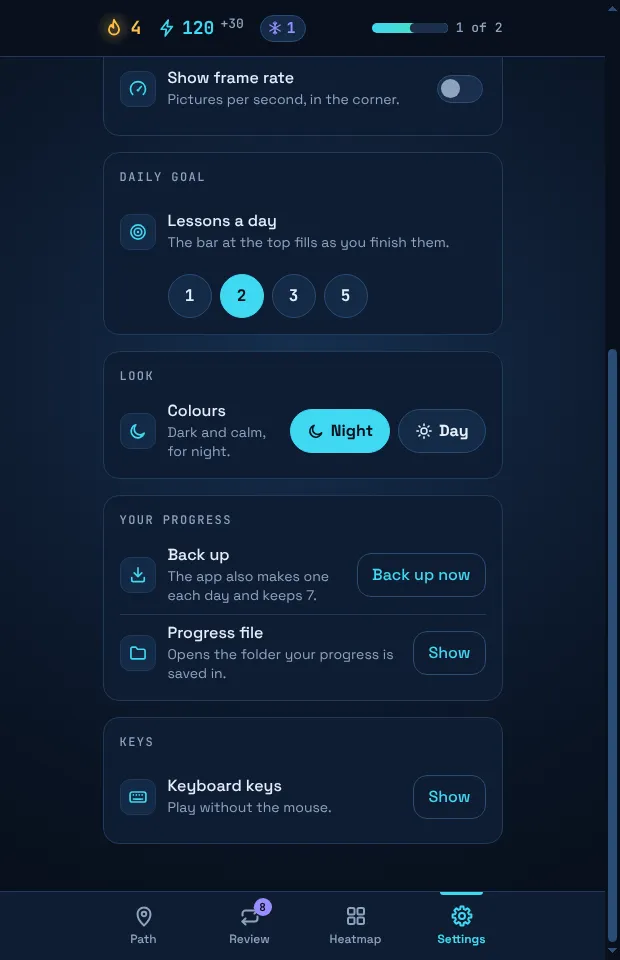 4 120 +30 1 1 of 2
Show frame rate
Pictures per second, in the corner.
DAILY GOAL
Lessons a day
The bar at the top fills as you finish them.
1 2 3 5
LOOK
Colours
Dark and calm,
for night.
Night Day
YOUR PROGRESS
Back up
The app also makes one
each day and keeps 7.
Back up now
Progress file
Opens the folder your progress is
saved in.
Show
KEYS
Keyboard keys
Play without the mouse.
Show
8
Path Review Heatmap Settings